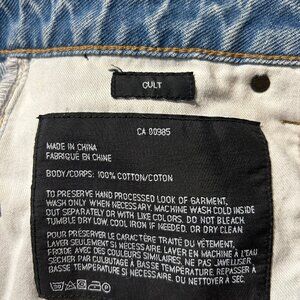 CULT
CA 00985
MADE IN CHINA
FABRIQUÉ EN CHINE
BODY/CORPS: 100% COTTON/COTON
TO PRESERVE HAND PROCESSED LOOK OF GARMENT,
WASH ONLY WHEN NECESSARY. MACHINE WASH COLD INSIDE
OUT SEPARATELY OR WITH LIKE COLORS. DO NOT BLEACH.
TUMBLE DRY LOW, COOL IRON IF NEEDED, OR DRY CLEAN
POUR PRÉSERVER LE CARACTÈRE TRAITÉ DU VÊTEMENT,
LAVER SEULEMENT SI NÉCESSAIRE. LAVER EN MACHINE À L'EAU
FROIDE AVEC DES COULEURS SIMILAIRES, NE PAS JAVELLISER
SÉCHER PAR CULBUTAGE À BASSE TEMPÉRATURE, REPASSER À
BASSE TEMPÉRATURE SI NÉCESSAIRE, OU NETTOYER À SEC